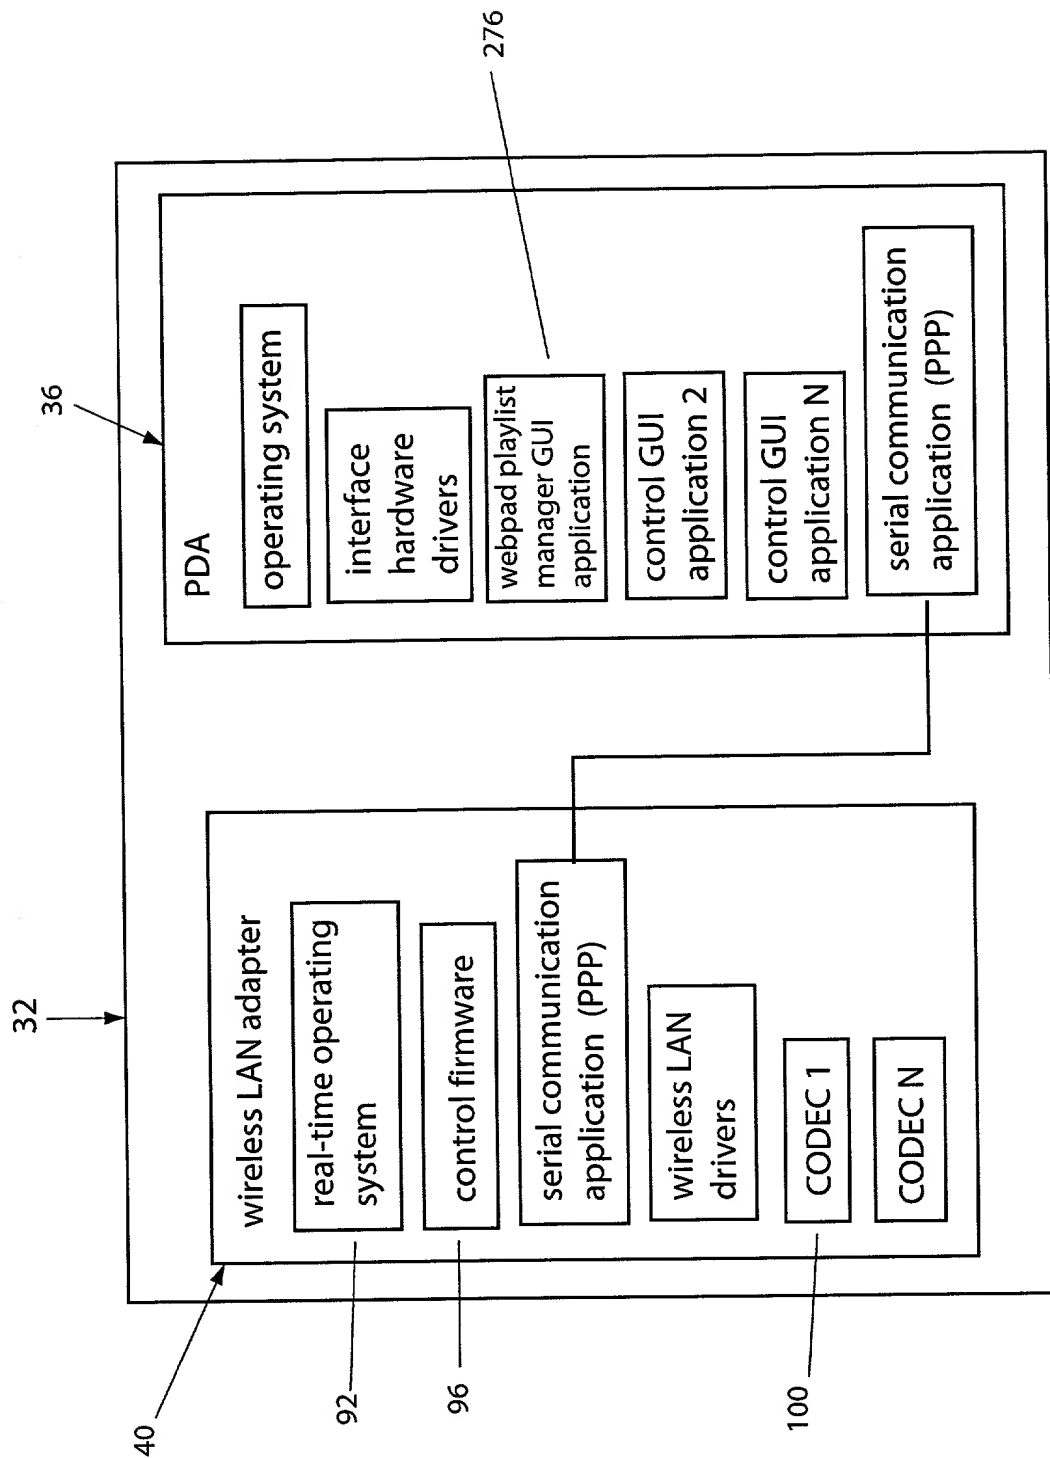 32
36
40
wireless LAN adapter
real-time operating
system
92
control firmware
96
serial communication
application (PPP)
wireless LAN
drivers
CODEC 1
100
CODEC N
PDA
operating system
interface
hardware
drivers
webpad playlist
manager GUI
application
276
control GUI
application 2
control GUI
application N
serial communication
application (PPP)